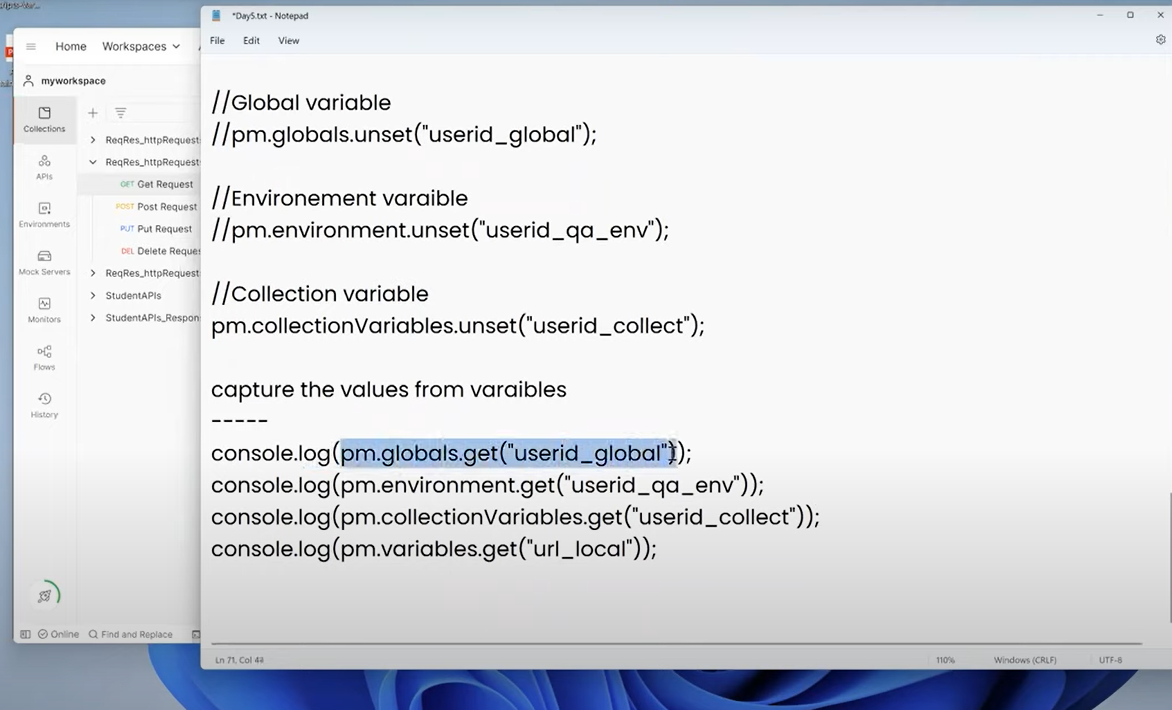 *Day5.txt - Notepad
File Edit View
Home Workspaces
myworkspace
Collections
APIs
Environments
Mock Servers
Monitors
Flows
History
ReqRes_httpRequest
ReqRes_httpRequest
GET Get Request
POST Post Request
PUT Put Request
DEL Delete Reque
ReqRes_httpRequest
StudentAPIs
StudentAPIs_Respon
Online Find and Replace
//Global variable
//pm.globals.unset("userid_global");
//Environement varaible
//pm.environment.unset("userid_qa_env");
//Collection variable
pm.collectionVariables.unset("userid_collect");
capture the values from varaibles
-----
console.log(pm.globals.get("userid_global"));
console.log(pm.environment.get("userid_qa_env"));
console.log(pm.collectionVariables.get("userid_collect"));
console.log(pm.variables.get("url_local"));
Ln 71, Col 44 110% Windows (CRLF) UTF-8